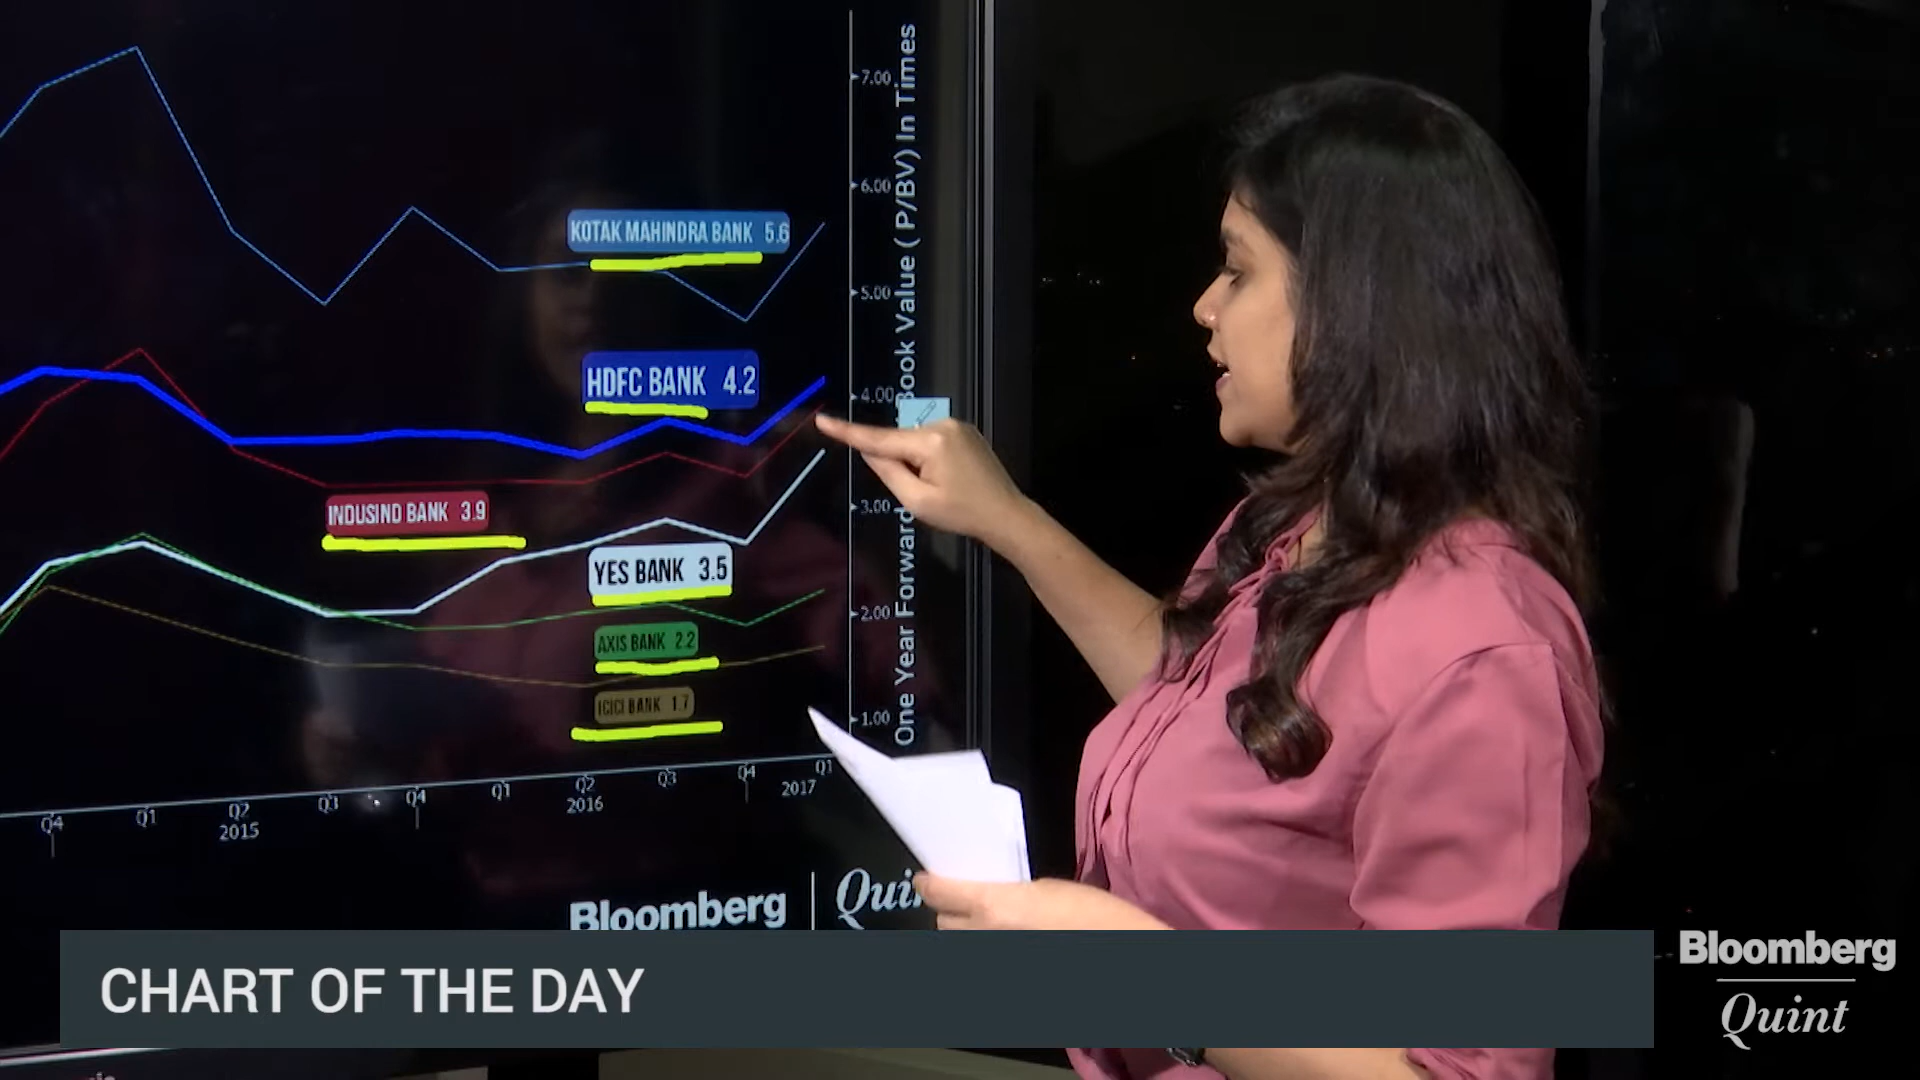 7.00
6.00
5.00
4.00
3.00
2.00
1.00
One Year Forward Book Value ( P/BV) In Times
KOTAK MAHINDRA BANK 5.6
HDFC BANK 4.2
INDUSIND BANK 3.9
YES BANK 3.5
AXIS BANK 2.2
ICICI BANK 1.7
Q4 Q1 Q2 Q3 Q4 Q1 Q2 Q3 Q4 Q1
2015 2016 2017
Bloomberg
CHART OF THE DAY
Bloomberg
Quint